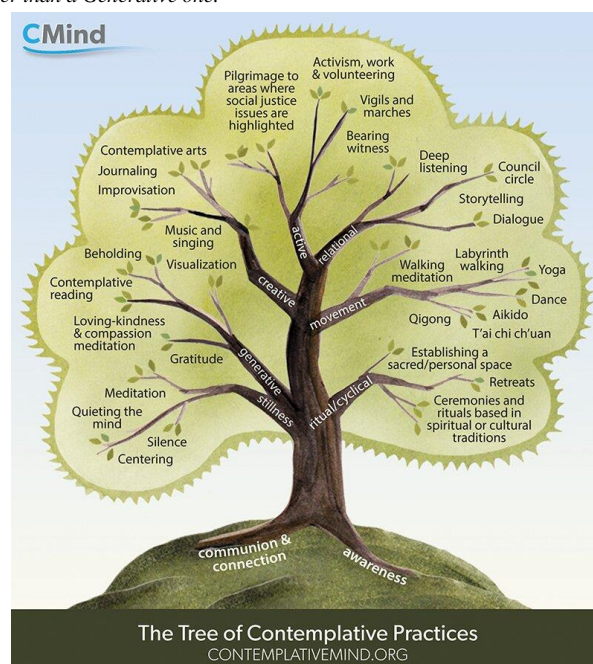 er than a Generative one.
CMind
Activism, work
& volunteering
Pilgrimage to
areas where
social justice
issues are
highlighted
Vigils and
marches
Bearing
witness
Contemplative arts
Journaling
Improvisation
Deep
listening
Council
circle
Storytelling
Dialogue
Music and
singing
active
relational
Beholding
Visualization
Contemplative
reading
creative
Walking
meditation
Labyrinth
walking
Yoga
movement
Dance
Qigong
Aikido
T'ai chi ch'uan
Loving-kindness
& compassion
meditation
Gratitude
generative
Establishing a
sacred/personal space
Retreats
Meditation
stillness
ritual/cyclical
Ceremonies and
rituals based in
spiritual or cultural
traditions
Quieting the
mind
Silence
Centering
communion &
connection
awareness
The Tree of Contemplative Practices
CONTEMPLATIVEMIND.ORG